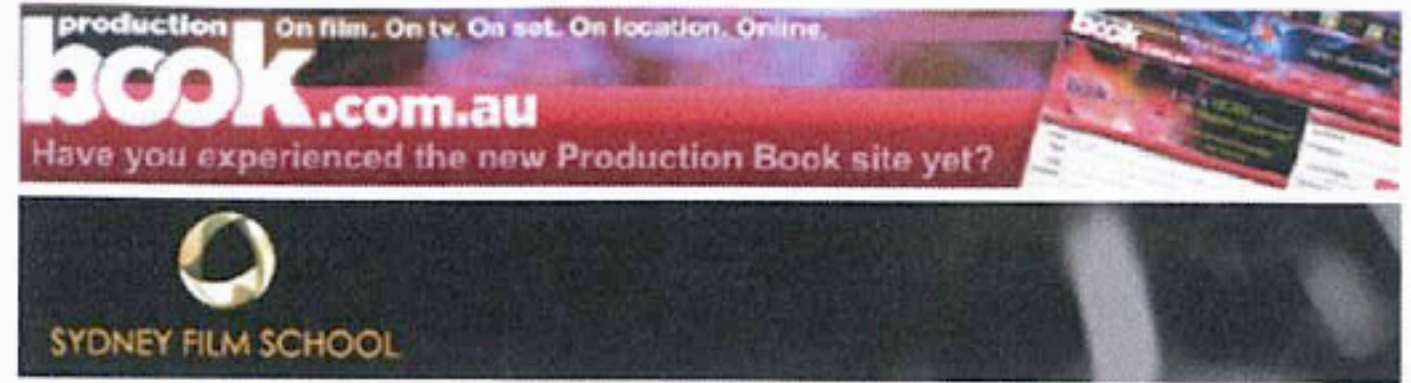 production On film. On tv. On set. On location. Online.
book.com.au
Have you experienced the new Production Book site yet?
SYDNEY FILM SCHOOL